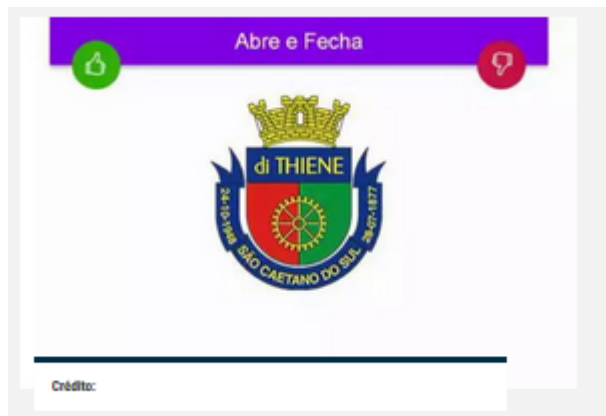 Abre e Fecha
di THIENE
24-10-1948 SÃO CAETANO DO SUL 28-07-1877
Crédito: